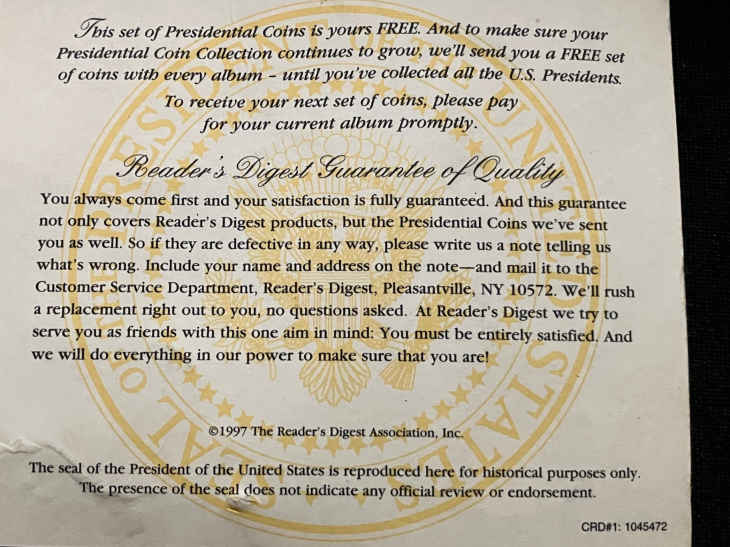 This set of Presidential Coins is yours FREE. And to make sure your
Presidential Coin Collection continues to grow, we'll send you a FREE set
of coins with every album – until you've collected all the U.S. Presidents.
To receive your next set of coins, please pay
for your current album promptly.
Reader's Digest Guarantee of Quality
You always come first and your satisfaction is fully guaranteed. And this guarantee
not only covers Reader's Digest products, but the Presidential Coins we've sent
you as well. So if they are defective in any way, please write us a note telling us
what's wrong. Include your name and address on the note—and mail it to the
Customer Service Department, Reader's Digest, Pleasantville, NY 10572. We'll rush
a replacement right out to you, no questions asked. At Reader's Digest we try to
serve you as friends with this one aim in mind: You must be entirely satisfied. And
we will do everything in our power to make sure that you are!
©1997 The Reader's Digest Association, Inc.
The seal of the President of the United States is reproduced here for historical purposes only.
The presence of the seal does not indicate any official review or endorsement.
CRD#1: 1045472
SEAL OF THE PRESIDENT OF THE UNITED STATES